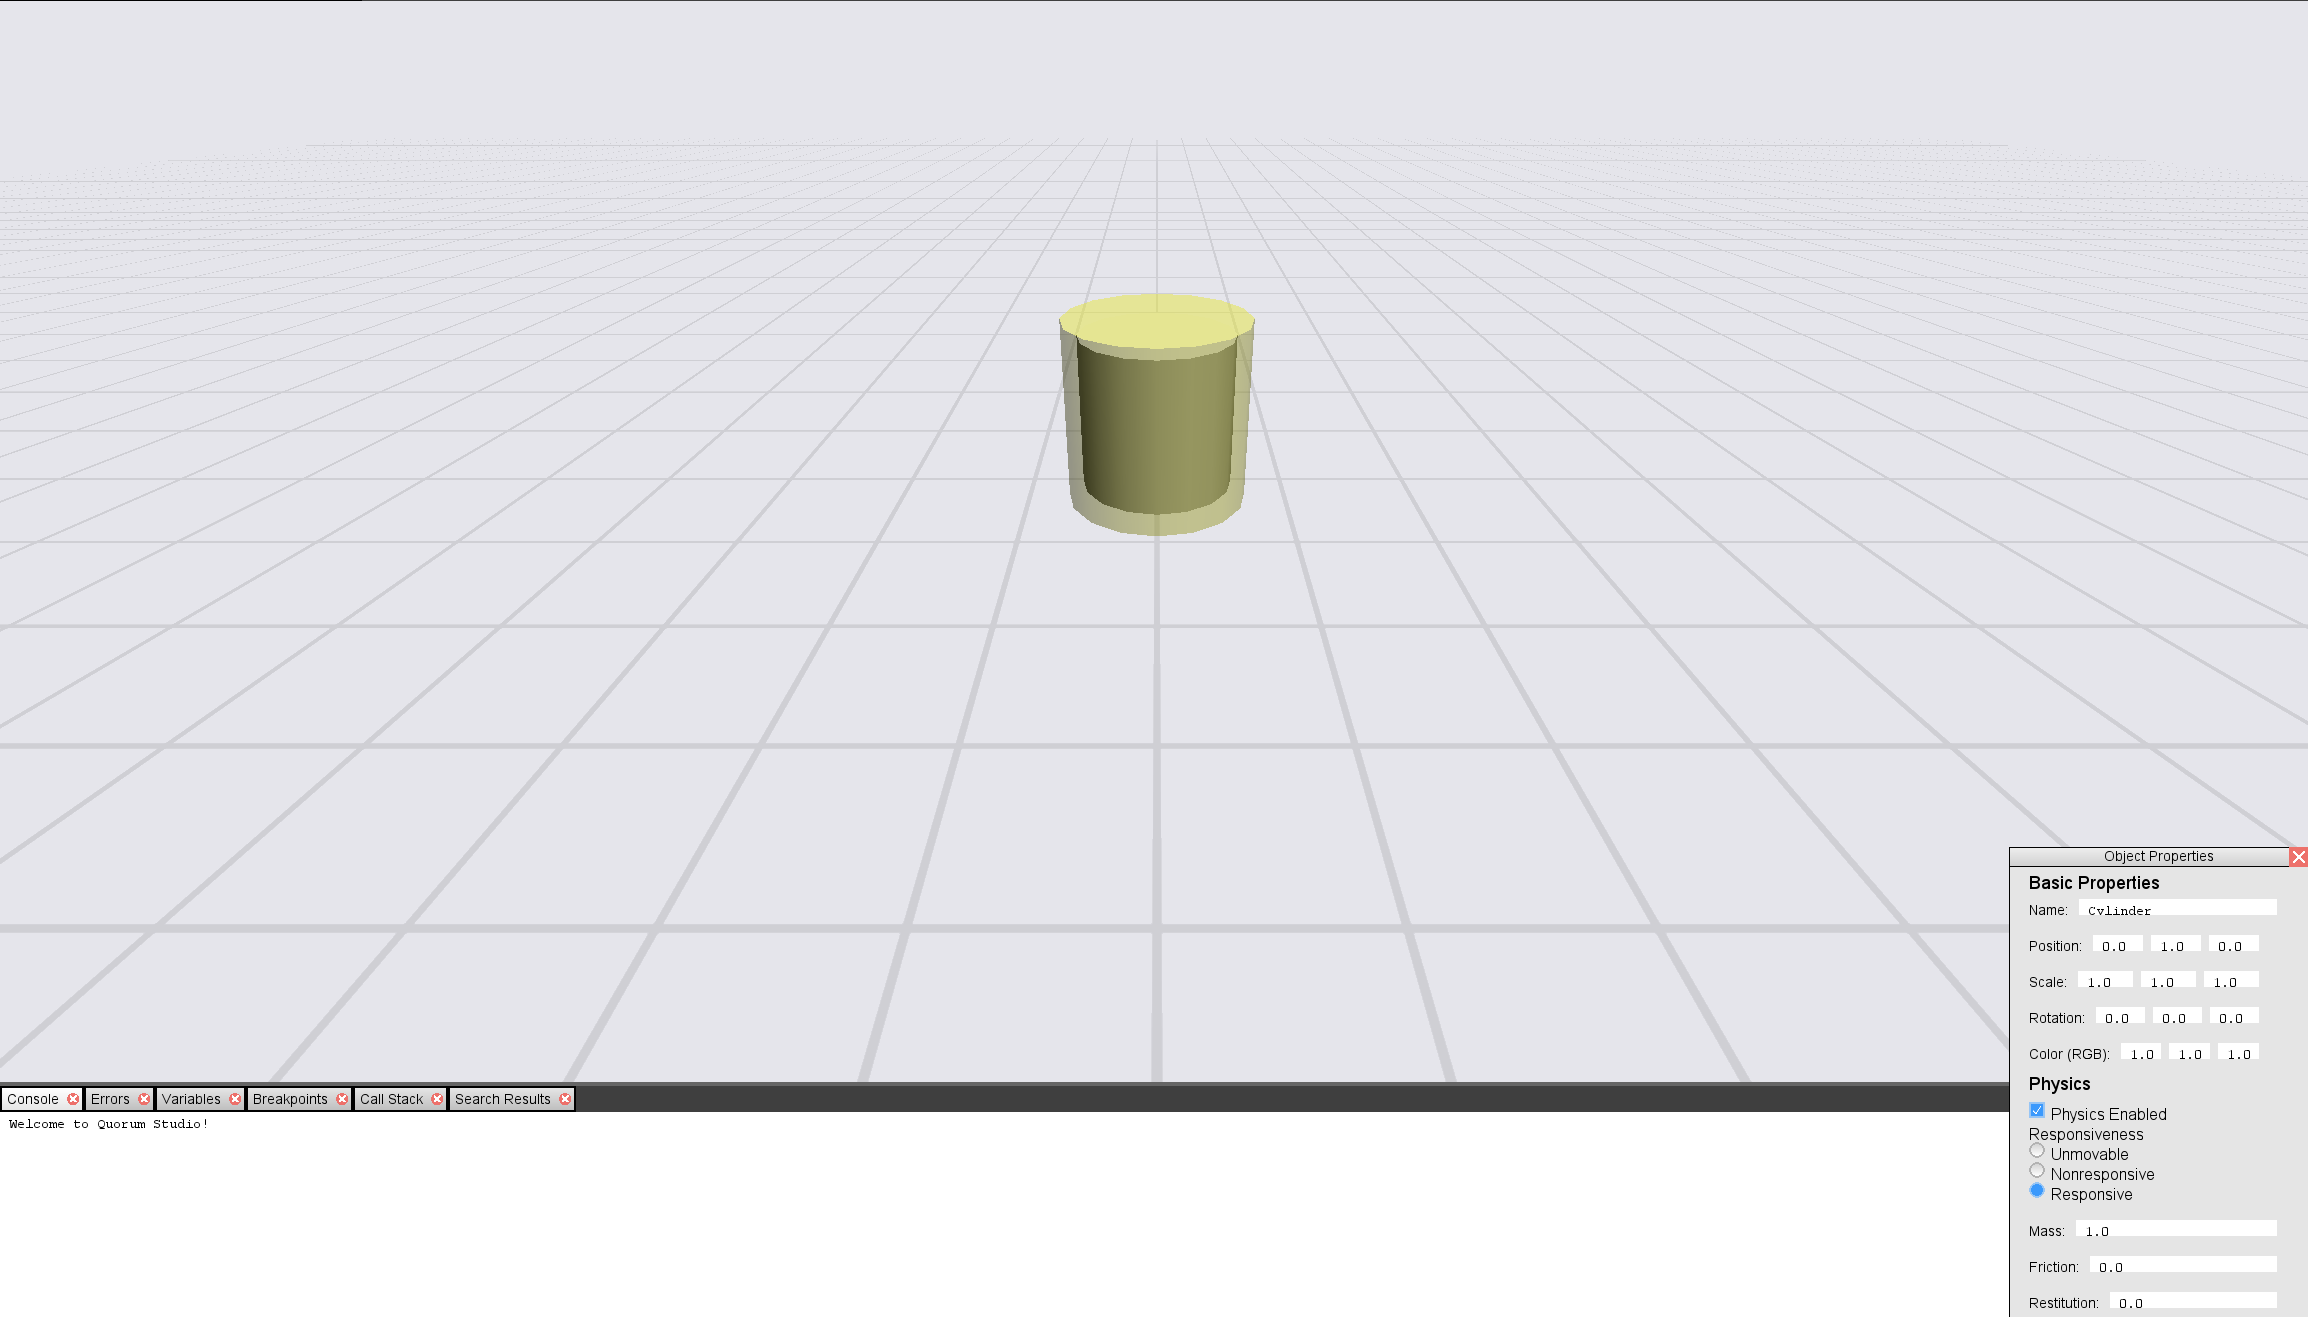 Object Properties
Basic Properties
Name: Cylinder
Position: 0.0 1.0 0.0
Scale: 1.0 1.0 1.0
Rotation: 0.0 0.0 0.0
Color (RGB): 1.0 1.0 1.0
Physics
Physics Enabled
Responsiveness
Unmovable
Nonresponsive
Responsive
Mass: 1.0
Friction: 0.0
Restitution: 0.0
Console Errors Variables Breakpoints Call Stack Search Results
Welcome to Quorum Studio!